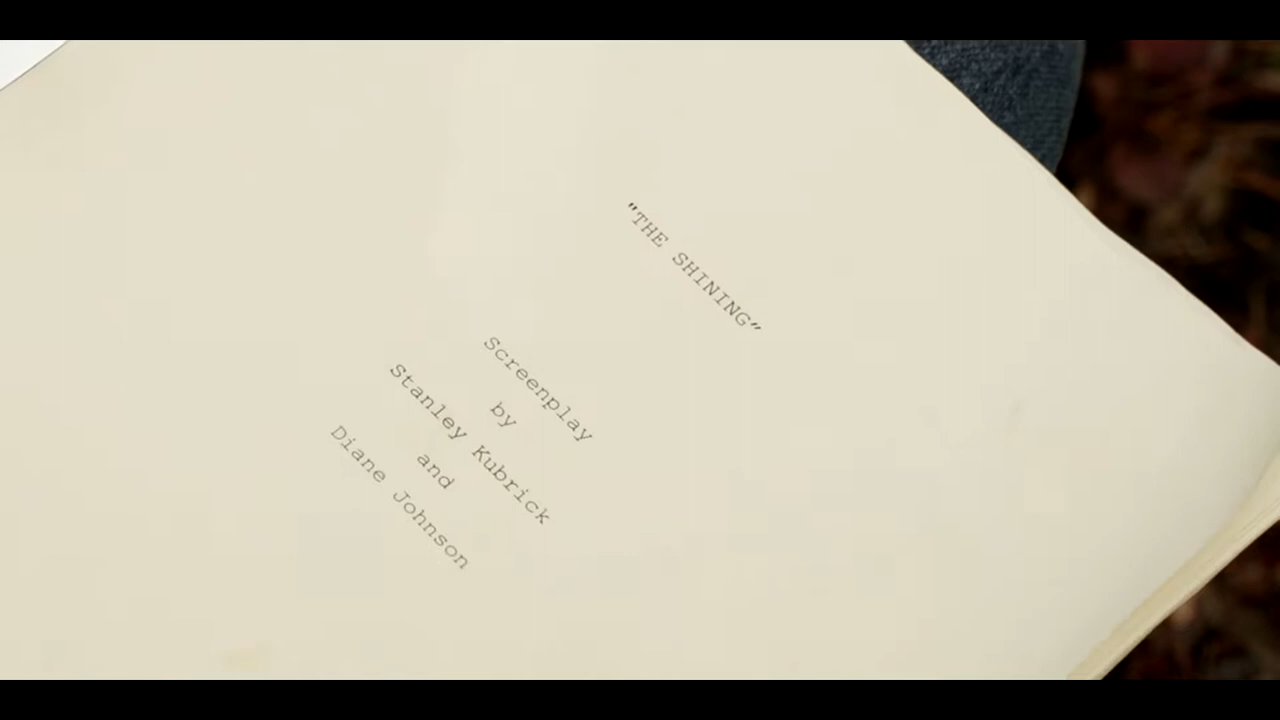 "THE SHINING"
Screenplay
by
Stanley Kubrick
and
Diane Johnson